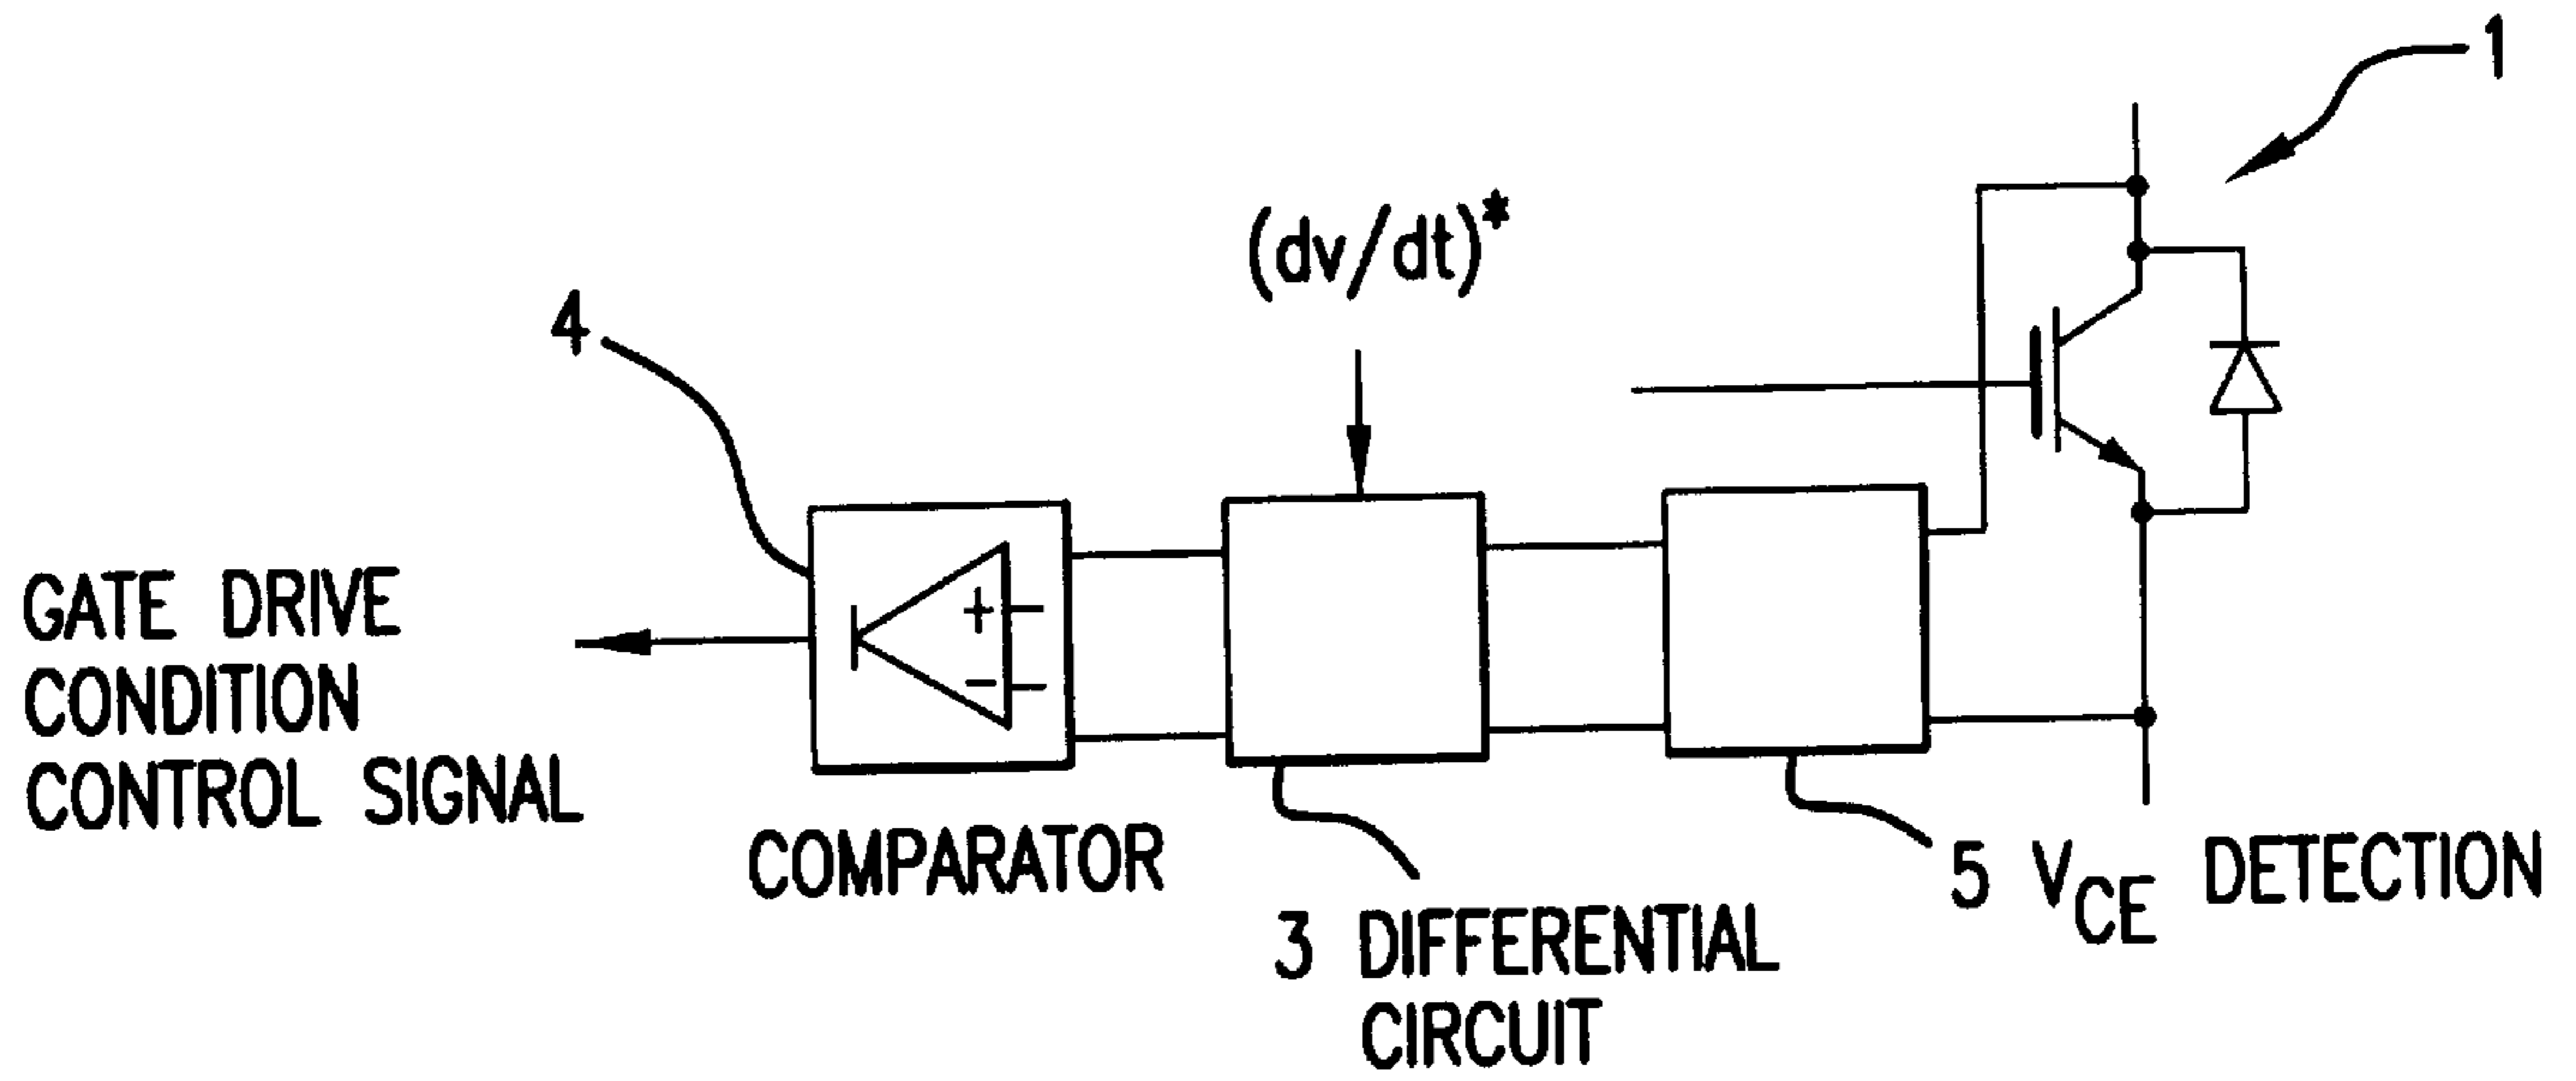 1
(dv/dt)*
4
GATE DRIVE
CONDITION
CONTROL SIGNAL
+
−
COMPARATOR
3 DIFFERENTIAL
CIRCUIT
5 VCE DETECTION